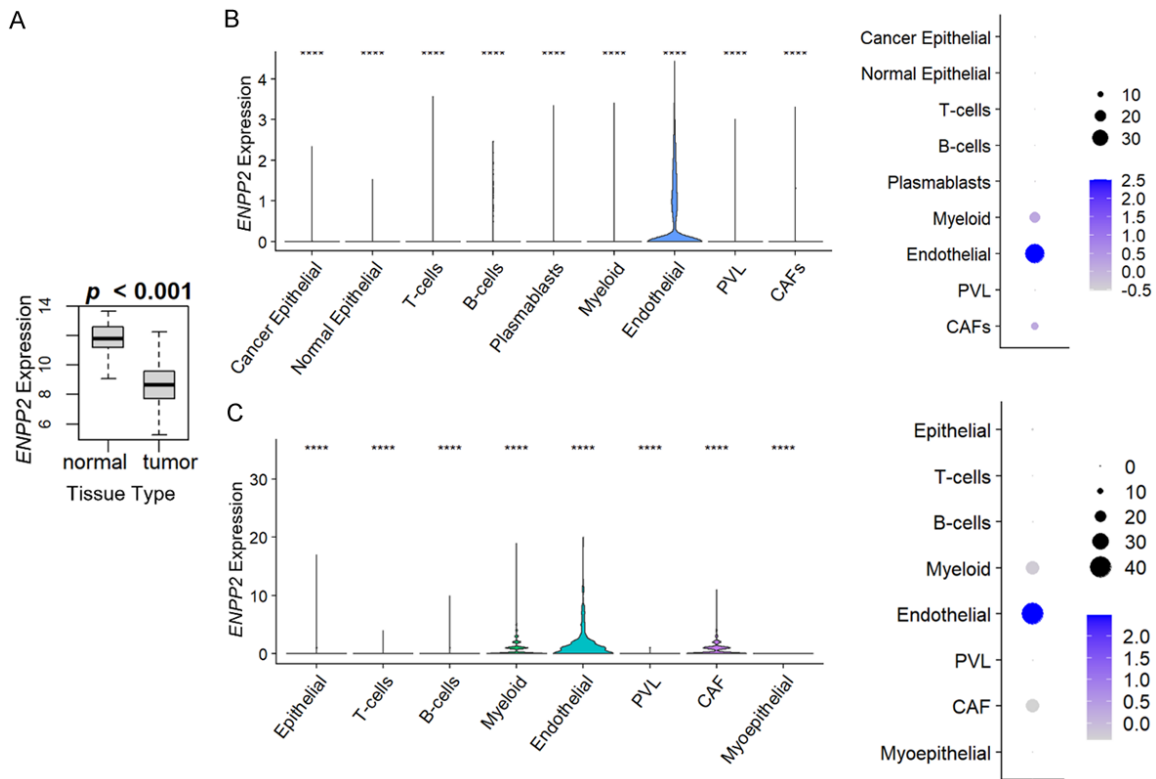 A
p < 0.001
14
12
10
8
6
ENPP2 Expression
normal tumor
Tissue Type
B
**** **** **** **** **** **** **** **** ****
4
3
2
1
0
ENPP2 Expression
Cancer Epithelial
Normal Epithelial
T-cells
B-cells
Plasmablasts
Myeloid
Endothelial
PVL
CAFs
Cancer Epithelial
Normal Epithelial
T-cells
B-cells
Plasmablasts
Myeloid
Endothelial
PVL
CAFs
10
20
30
2.5
2.0
1.5
1.0
0.5
0.0
-0.5
C
**** **** **** **** **** **** **** ****
30
20
10
0
ENPP2 Expression
Epithelial
T-cells
B-cells
Myeloid
Endothelial
PVL
CAF
Myoepithelial
Epithelial
T-cells
B-cells
Myeloid
Endothelial
PVL
CAF
Myoepithelial
0
10
20
30
40
2.0
1.5
1.0
0.5
0.0